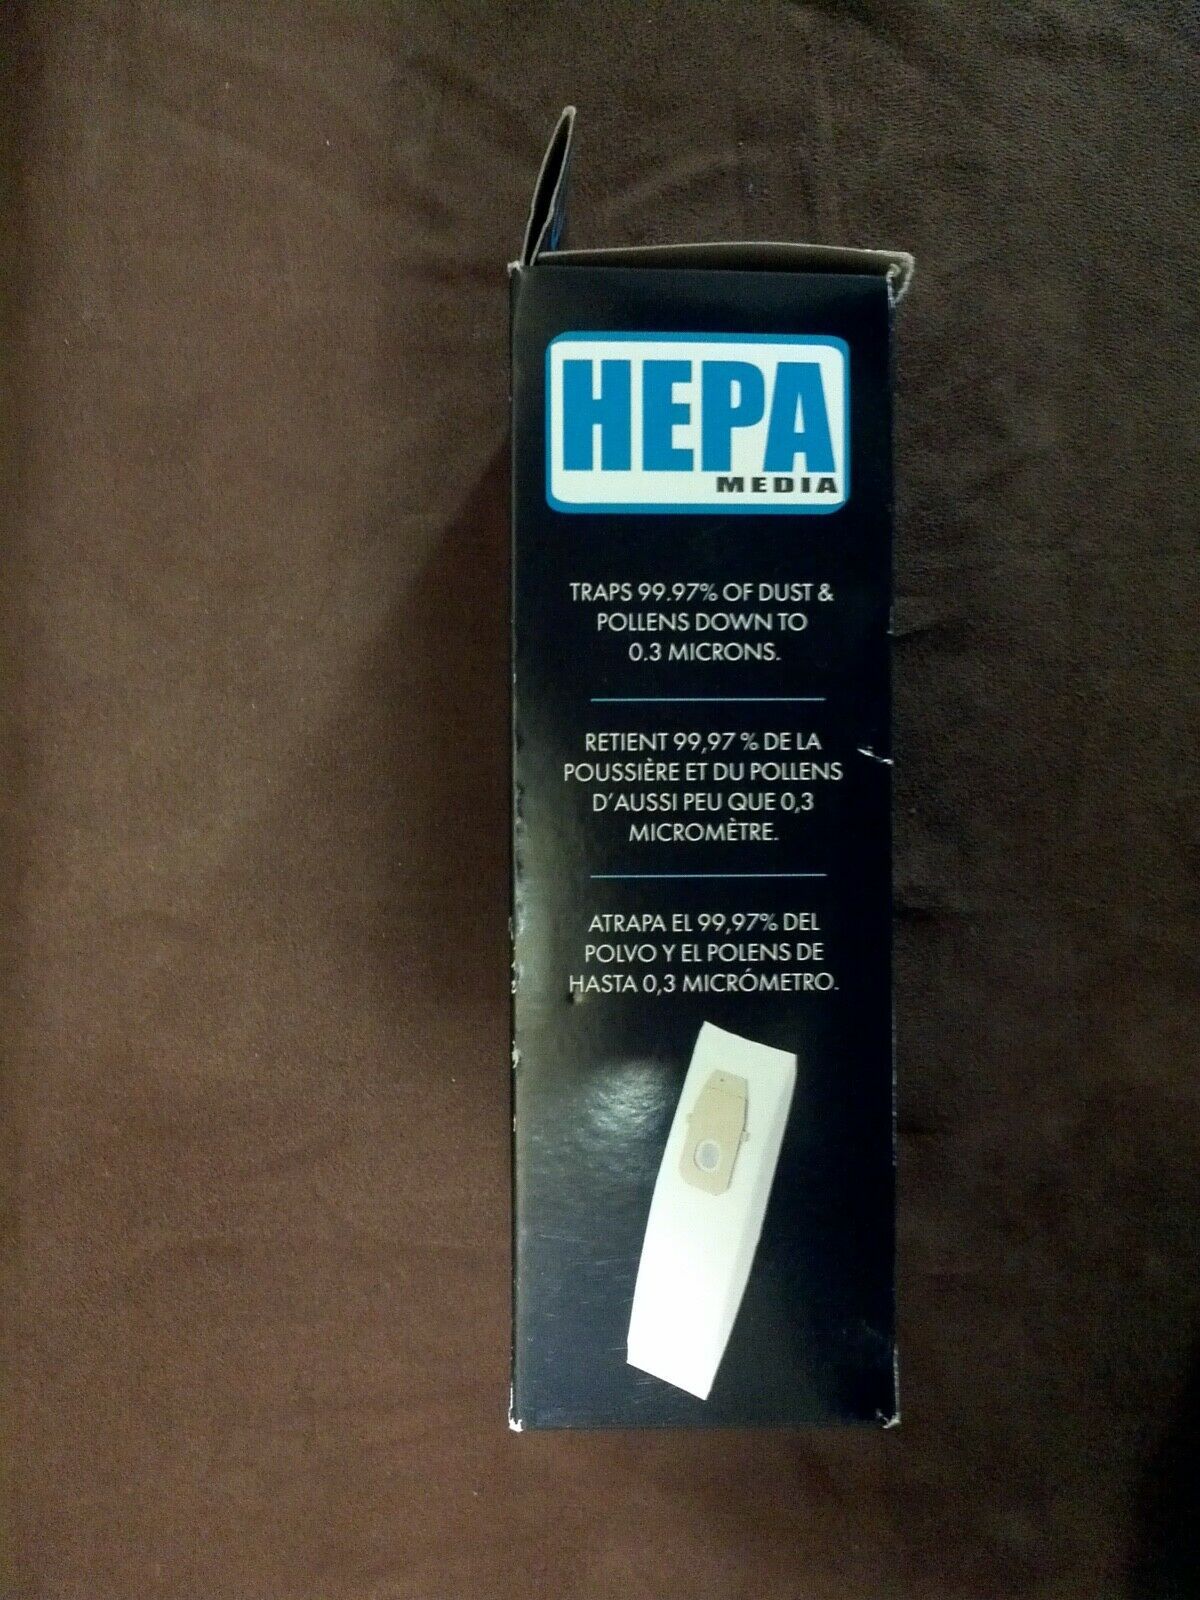 HEPA
MEDIA
TRAPS 99.97% OF DUST &
POLLENS DOWN TO
0.3 MICRONS.
RETIENT 99,97 % DE LA
POUSSIÈRE ET DU POLLENS
D'AUSSI PEU QUE 0,3
MICROMÈTRE.
ATRAPA EL 99,97% DEL
POLVO Y EL POLENS DE
HASTA 0,3 MICRÓMETRO.